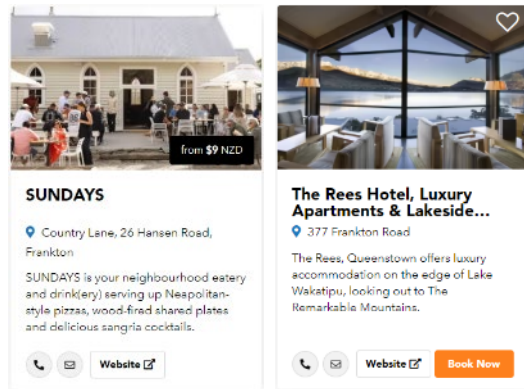 from $9 NZD
SUNDAYS
Country Lane, 26 Hansen Road,
Frankton
SUNDAYS is your neighbourhood eatery
and drink(ery) serving up Neapolitan-
style pizzas, wood-fired shared plates
and delicious sangria cocktails.
Website
The Rees Hotel, Luxury
Apartments & Lakeside...
377 Frankton Road
The Rees, Queenstown offers luxury
accommodation on the edge of Lake
Wakatipu, looking out to The
Remarkable Mountains.
Website
Book Now